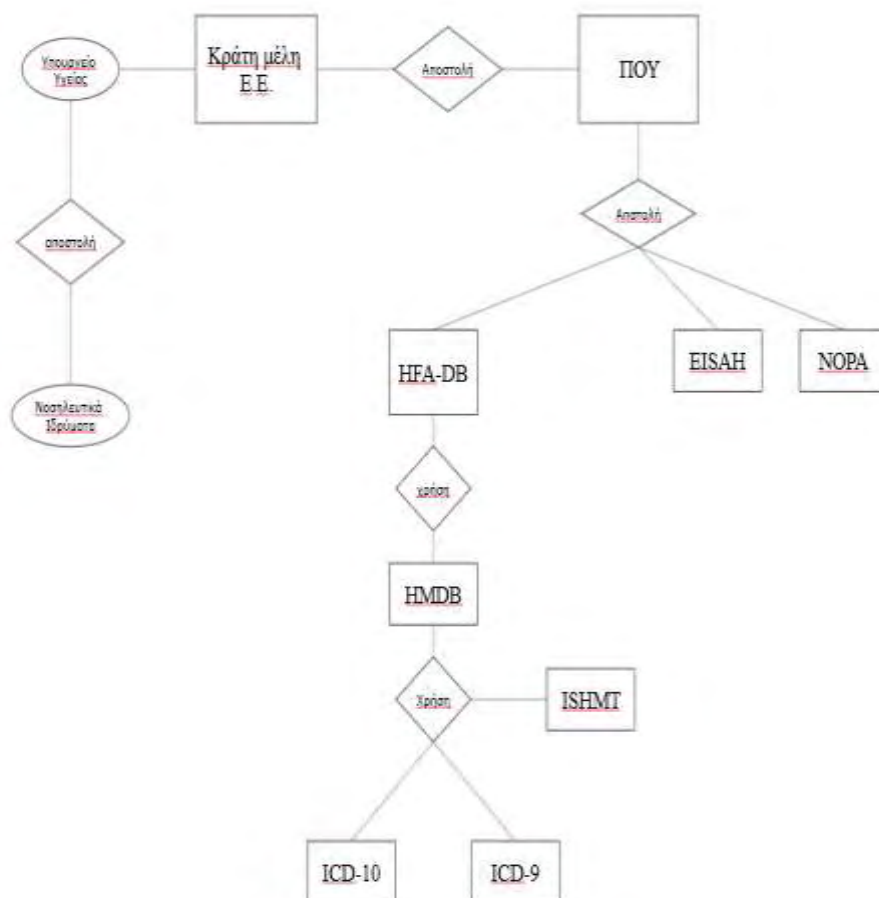 Υπουργείο
Υγείας
Κράτη μέλη
Ε.Ε.
Αποστολή
ΠΟΥ
αποστολή
Αποτολή
HFA-DB
EISAH
NOPA
Νοσηλευτικά
Ιδρύματα
χρήση
HMDB
Χρήση
ISHMT
ICD-10
ICD-9